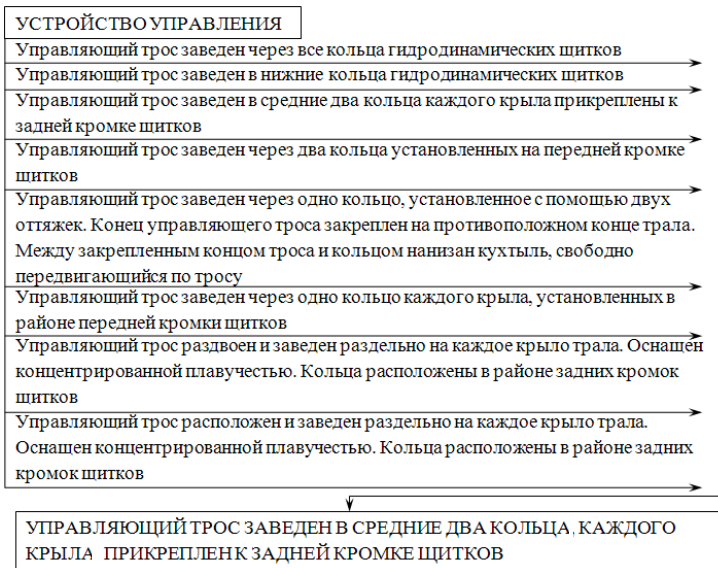 УСТРОЙСТВО УПРАВЛЕНИЯ
Управляющий трос заведен через все кольца гидродинамических щитков
Управляющий трос заведен в нижние кольца гидродинамических щитков
Управляющий трос заведен в средние два кольца каждого крыла прикреплены к
задней кромке щитков
Управляющий трос заведен через два кольца установленных на передней кромке
щитков
Управляющий трос заведен через одно кольцо, установленное с помощью двух
оттяжек. Конец управляющего троса закреплен на противоположном конце трала.
Между закрепленным концом троса и кольцом нанизан кухтыль, свободно
передвигающийся по тросу
Управляющий трос заведен через одно кольцо каждого крыла, установленных в
районе передней кромки щитков
Управляющий трос раздвоен и заведен раздельно на каждое крыло трала. Оснащен
концентрированной плавучестью. Кольца расположены в районе задних кромок
щитков
Управляющий трос расположен и заведен раздельно на каждое крыло трала.
Оснащен концентрированной плавучестью. Кольца расположены в районе задних
кромок щитков
УПРАВЛЯЮЩИЙ ТРОС ЗАВЕДЕН В СРЕДНИЕ ДВА КОЛЬЦА, КАЖДОГО
КРЫЛА ПРИКРЕПЛЕН К ЗАДНЕЙ КРОМКЕ ЩИТКОВ